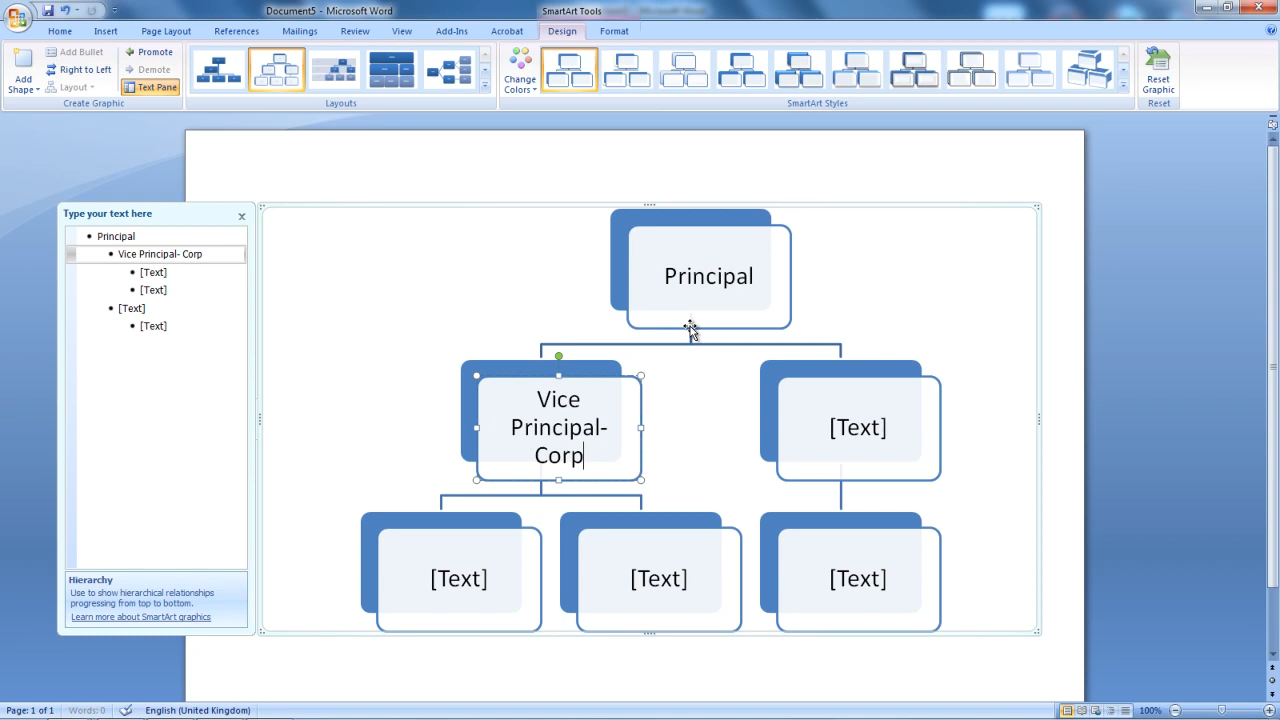 Document5 - Microsoft Word
SmartArt Tools
Home
Insert
Page Layout
References
Mailings
Review
View
Add-Ins
Acrobat
Design
Format
Add Shape
Add Bullet
Right to Left
Layout
Promote
Demote
Text Pane
Create Graphic
Layouts
Change Colors
SmartArt Styles
Reset Graphic
Reset
Type your text here
Principal
Vice Principal- Corp
[Text]
[Text]
[Text]
[Text]
Hierarchy
Use to show hierarchical relationships
progressing from top to bottom.
Learn more about SmartArt graphics
Principal
Vice
Principal-
Corp
[Text]
[Text]
[Text]
[Text]
Page: 1 of 1
Words: 0
English (United Kingdom)
100%